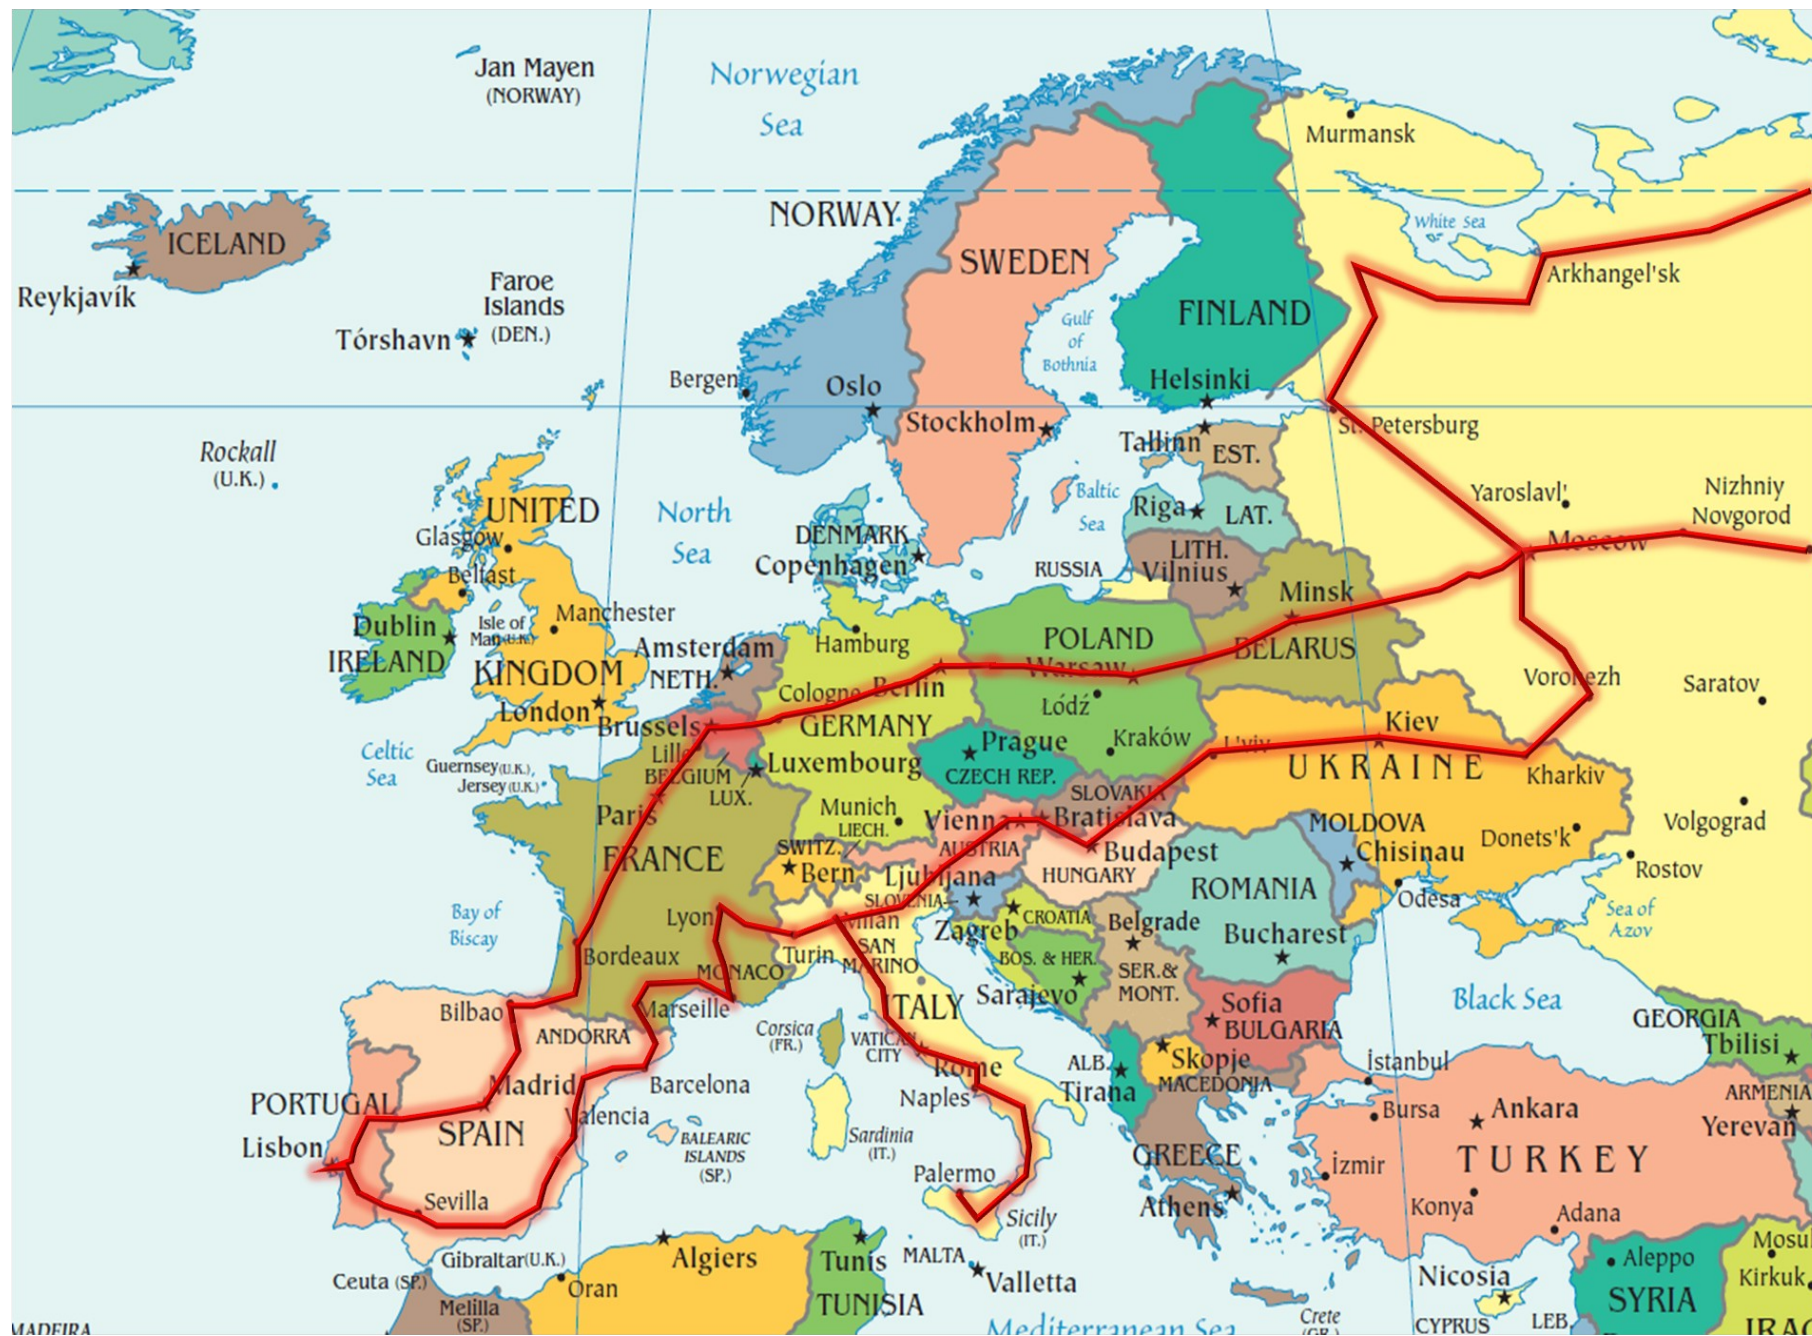 Jan Mayen
(NORWAY)
Norwegian
Sea
Murmansk
White Sea
Arkhangel'sk
ICELAND
Reykjavík
Faroe
Islands
(DEN.)
Tórshavn
NORWAY
SWEDEN
FINLAND
Gulf
of
Bothnia
Bergen
Oslo
Helsinki
Stockholm
Tallinn
EST.
St. Petersburg
Rockall
(U.K.)
Baltic
Sea
Riga
LAT.
Yaroslavl'
Nizhniy
Novgorod
Moscow
UNITED
KINGDOM
Glasgow
Belfast
North
Sea
DENMARK
Copenhagen
RUSSIA
LITH.
Vilnius
Minsk
BELARUS
Dublin
IRELAND
Isle of
Man (U.K.)
Manchester
Amsterdam
NETH.
Hamburg
POLAND
Warsaw
Łódź
Kraków
Voronezh
Saratov
London
Brussels
Cologne
Berlin
GERMANY
Celtic
Sea
Guernsey (U.K.)
Jersey (U.K.)
Lille
BELGIUM
LUX.
Luxembourg
Prague
CZECH REP.
L'viv
Kiev
UKRAINE
Kharkiv
Paris
FRANCE
Munich
LIECH.
SWITZ.
Bern
Vienna
AUSTRIA
SLOVAKIA
Bratislava
Budapest
HUNGARY
MOLDOVA
Chisinau
Donets'k
Volgograd
Rostov
Odesa
Sea of
Azov
Bay of
Biscay
Lyon
Bordeaux
Turin
Milan
Ljubljana
SLOVENIA
Zagreb
CROATIA
Belgrade
ROMANIA
Bucharest
MONACO
SAN
MARINO
BOS. & HER.
Sarajevo
SER.&
MONT.
Bilbao
ANDORRA
Marseille
Corsica
(FR.)
VATICAN
CITY
ITALY
Rome
Sofia
BULGARIA
Black Sea
GEORGIA
Tbilisi
ALB.
Tirana
Skopje
MACEDONIA
İstanbul
ARMENIA
Yerevan
PORTUGAL
Lisbon
Madrid
SPAIN
Barcelona
Valencia
BALEARIC
ISLANDS
(SP.)
Sardinia
(IT.)
Naples
Palermo
Sicily
(IT.)
GREECE
Athens
Bursa
Ankara
TURKEY
İzmir
Konya
Adana
Sevilla
Gibraltar (U.K.)
Ceuta (SP.)
Melilla
(SP.)
Oran
Algiers
Tunis
TUNISIA
MALTA
Valletta
Mediterranean Sea
Crete
(GR.)
Nicosia
CYPRUS
LEB.
Aleppo
SYRIA
Mosul
Kirkuk
IRAQ
MADEIRA